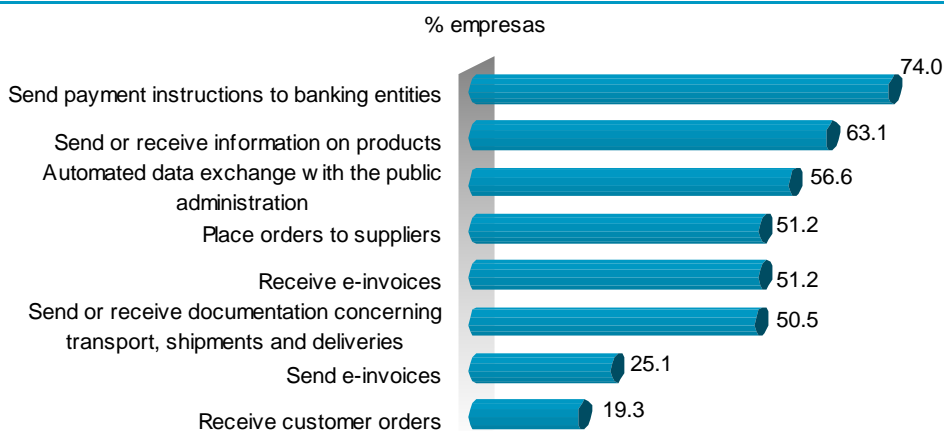 % empresas
Send payment instructions to banking entities
74.0
Send or receive information on products
63.1
Automated data exchange with the public
administration
56.6
Place orders to suppliers
51.2
Receive e-invoices
51.2
Send or receive documentation concerning
transport, shipments and deliveries
50.5
Send e-invoices
25.1
Receive customer orders
19.3